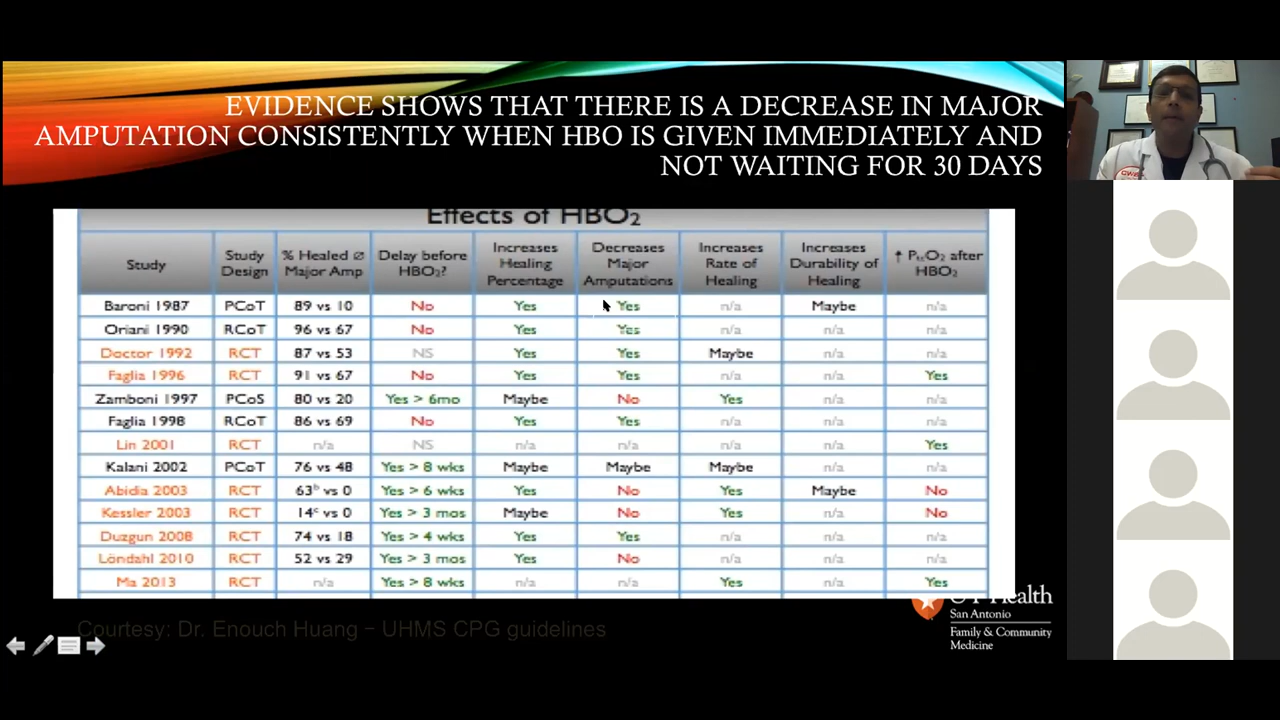 EVIDENCE SHOWS THAT THERE IS A DECREASE IN MAJOR
AMPUTATION CONSISTENTLY WHEN HBO IS GIVEN IMMEDIATELY AND
NOT WAITING FOR 30 DAYS
Effects of HBO₂
Study | Study Design | % Healed ∅ Major Amp | Delay before HBO₂? | Increases Healing Percentage | Decreases Major Amputations | Increases Rate of Healing | Increases Durability of Healing | ↑ PₜₛO₂ after HBO₂
Baroni 1987 | PCoT | 89 vs 10 | No | Yes | Yes | n/a | Maybe | n/a
Oriani 1990 | RCoT | 96 vs 67 | No | Yes | Yes | n/a | n/a | n/a
Doctor 1992 | RCT | 87 vs 53 | NS | Yes | Yes | Maybe | n/a | n/a
Faglia 1996 | RCT | 91 vs 67 | No | Yes | Yes | n/a | n/a | Yes
Zamboni 1997 | PCoS | 80 vs 20 | Yes > 6mo | Maybe | No | Yes | n/a | n/a
Faglia 1998 | RCoT | 86 vs 69 | No | Yes | Yes | n/a | n/a | n/a
Lin 2001 | RCT | n/a | NS | n/a | n/a | n/a | n/a | Yes
Kalani 2002 | PCoT | 76 vs 48 | Yes > 8 wks | Maybe | Maybe | Maybe | n/a | n/a
Abidia 2003 | RCT | 63ᵇ vs 0 | Yes > 6 wks | Yes | No | Yes | Maybe | No
Kessler 2003 | RCT | 14ᶜ vs 0 | Yes > 3 mos | Maybe | No | Yes | n/a | No
Duzgun 2008 | RCT | 74 vs 18 | Yes > 4 wks | Yes | Yes | n/a | n/a | n/a
Löndahl 2010 | RCT | 52 vs 29 | Yes > 3 mos | Yes | No | n/a | n/a | n/a
Ma 2013 | RCT | n/a | Yes > 8 wks | n/a | n/a | Yes | n/a | Yes
Health
San Antonio
Family & Community
Medicine
Courtesy: Dr. Enouch Huang – UHMS CPG guidelines